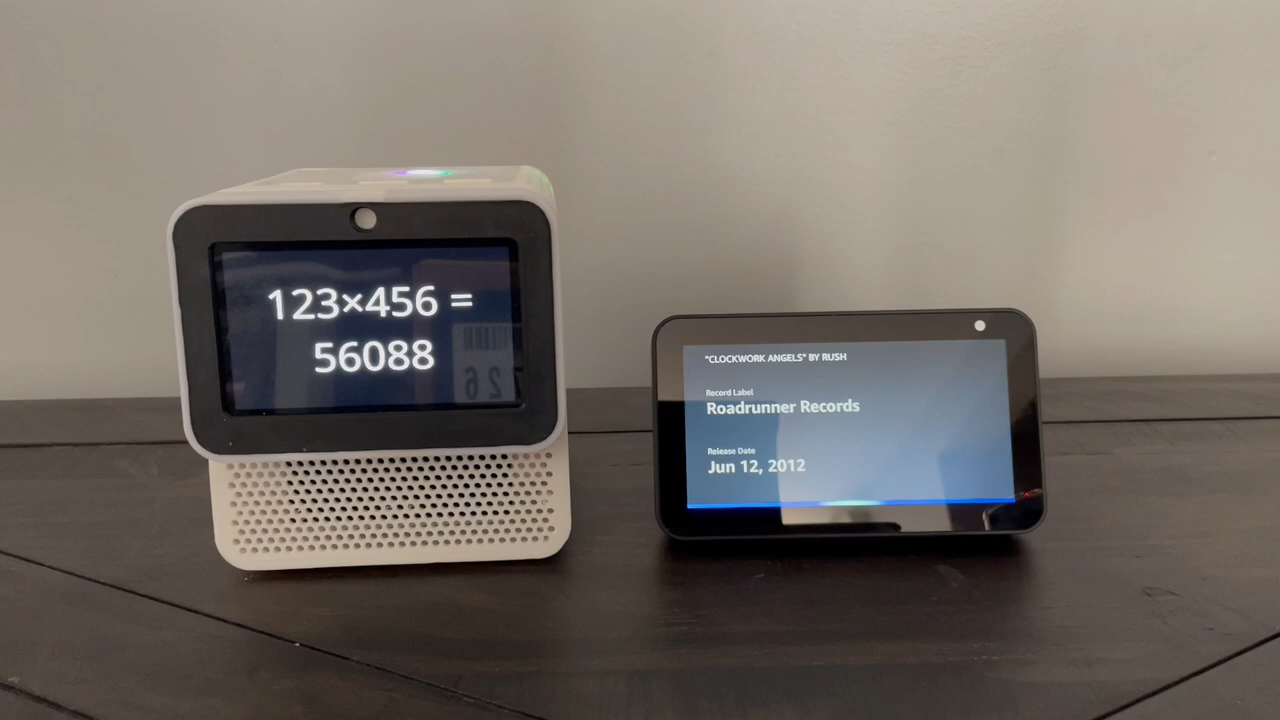 123×456 =
56088
"CLOCKWORK ANGELS" BY RUSH
Record Label
Roadrunner Records
Release Date
Jun 12, 2012